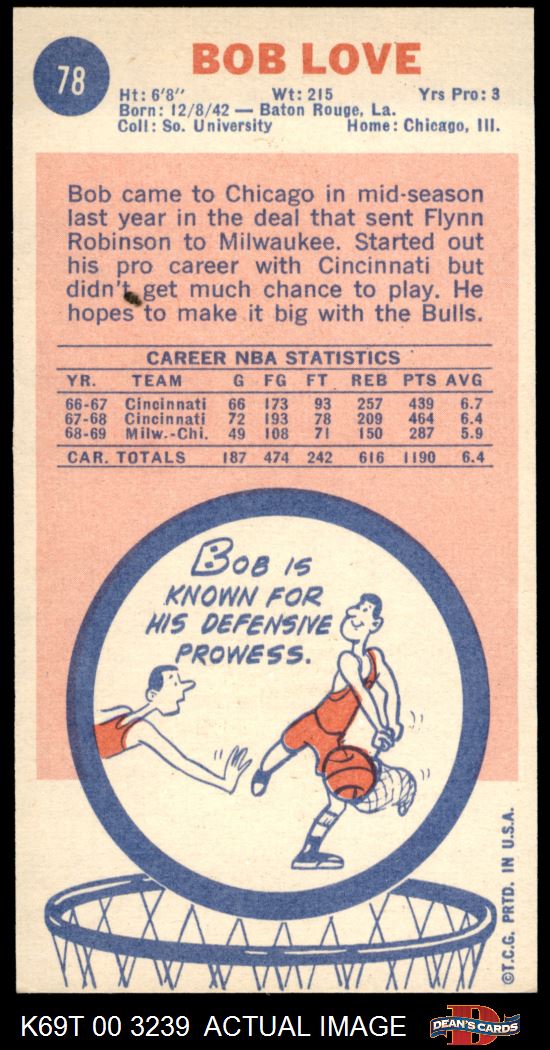 78
BOB LOVE
Ht: 6'8" Wt: 215 Yrs Pro: 3
Born: 12/8/42 — Baton Rouge, La.
Coll: So. University Home: Chicago, Ill.
Bob came to Chicago in mid-season
last year in the deal that sent Flynn
Robinson to Milwaukee. Started out
his pro career with Cincinnati but
didn't get much chance to play. He
hopes to make it big with the Bulls.
CAREER NBA STATISTICS
YR. TEAM G FG FT REB PTS AVG
66-67 Cincinnati 66 173 93 257 439 6.7
67-68 Cincinnati 72 193 78 209 464 6.4
68-69 Milw.-Chi. 49 108 71 150 287 5.9
CAR. TOTALS 187 474 242 616 1190 6.4
BOB IS
KNOWN FOR
HIS DEFENSIVE
PROWESS.
©T.C.G. PRTD. IN U.S.A.
K69T 00 3239 ACTUAL IMAGE
D
DEAN'S CARDS